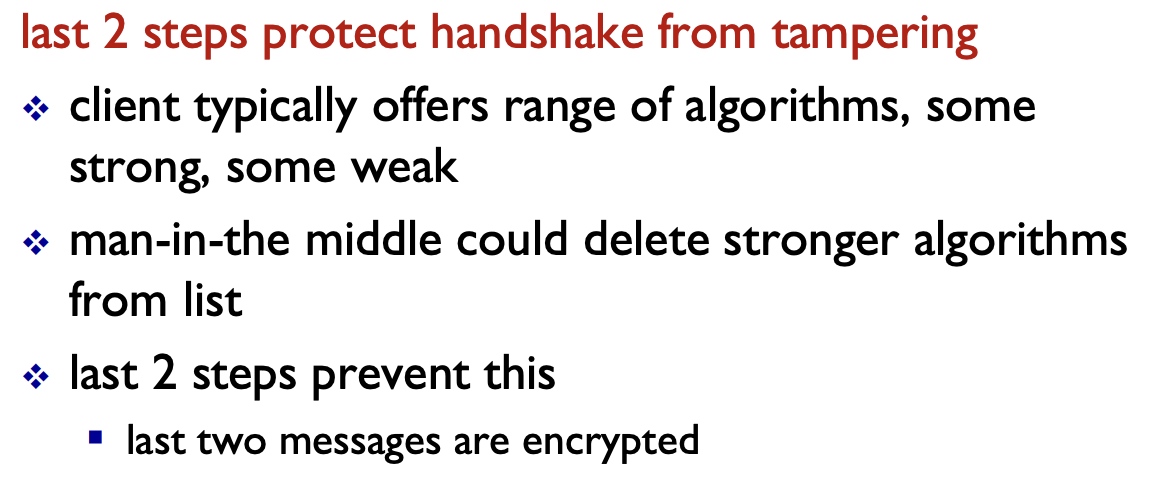 last 2 steps protect handshake from tampering
client typically offers range of algorithms, some
strong, some weak
man-in-the middle could delete stronger algorithms
from list
last 2 steps prevent this
last two messages are encrypted